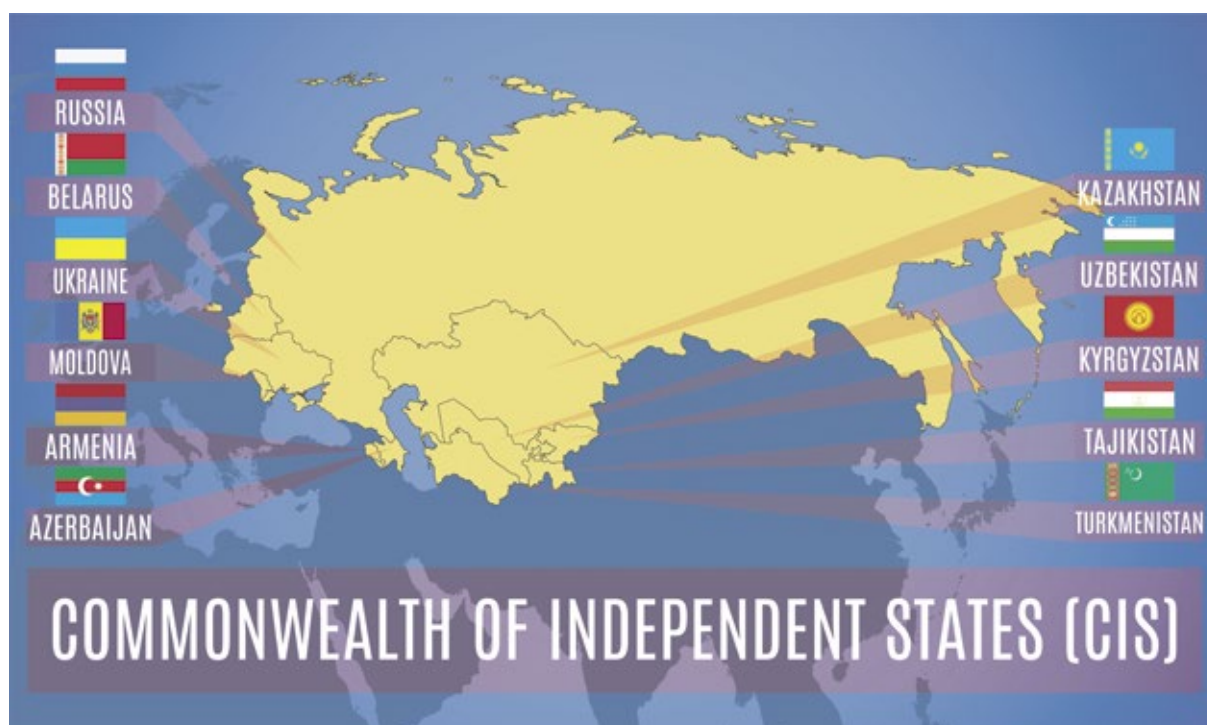 RUSSIA
BELARUS
UKRAINE
MOLDOVA
ARMENIA
AZERBAIJAN
KAZAKHSTAN
UZBEKISTAN
KYRGYZSTAN
TAJIKISTAN
TURKMENISTAN
COMMONWEALTH OF INDEPENDENT STATES (CIS)